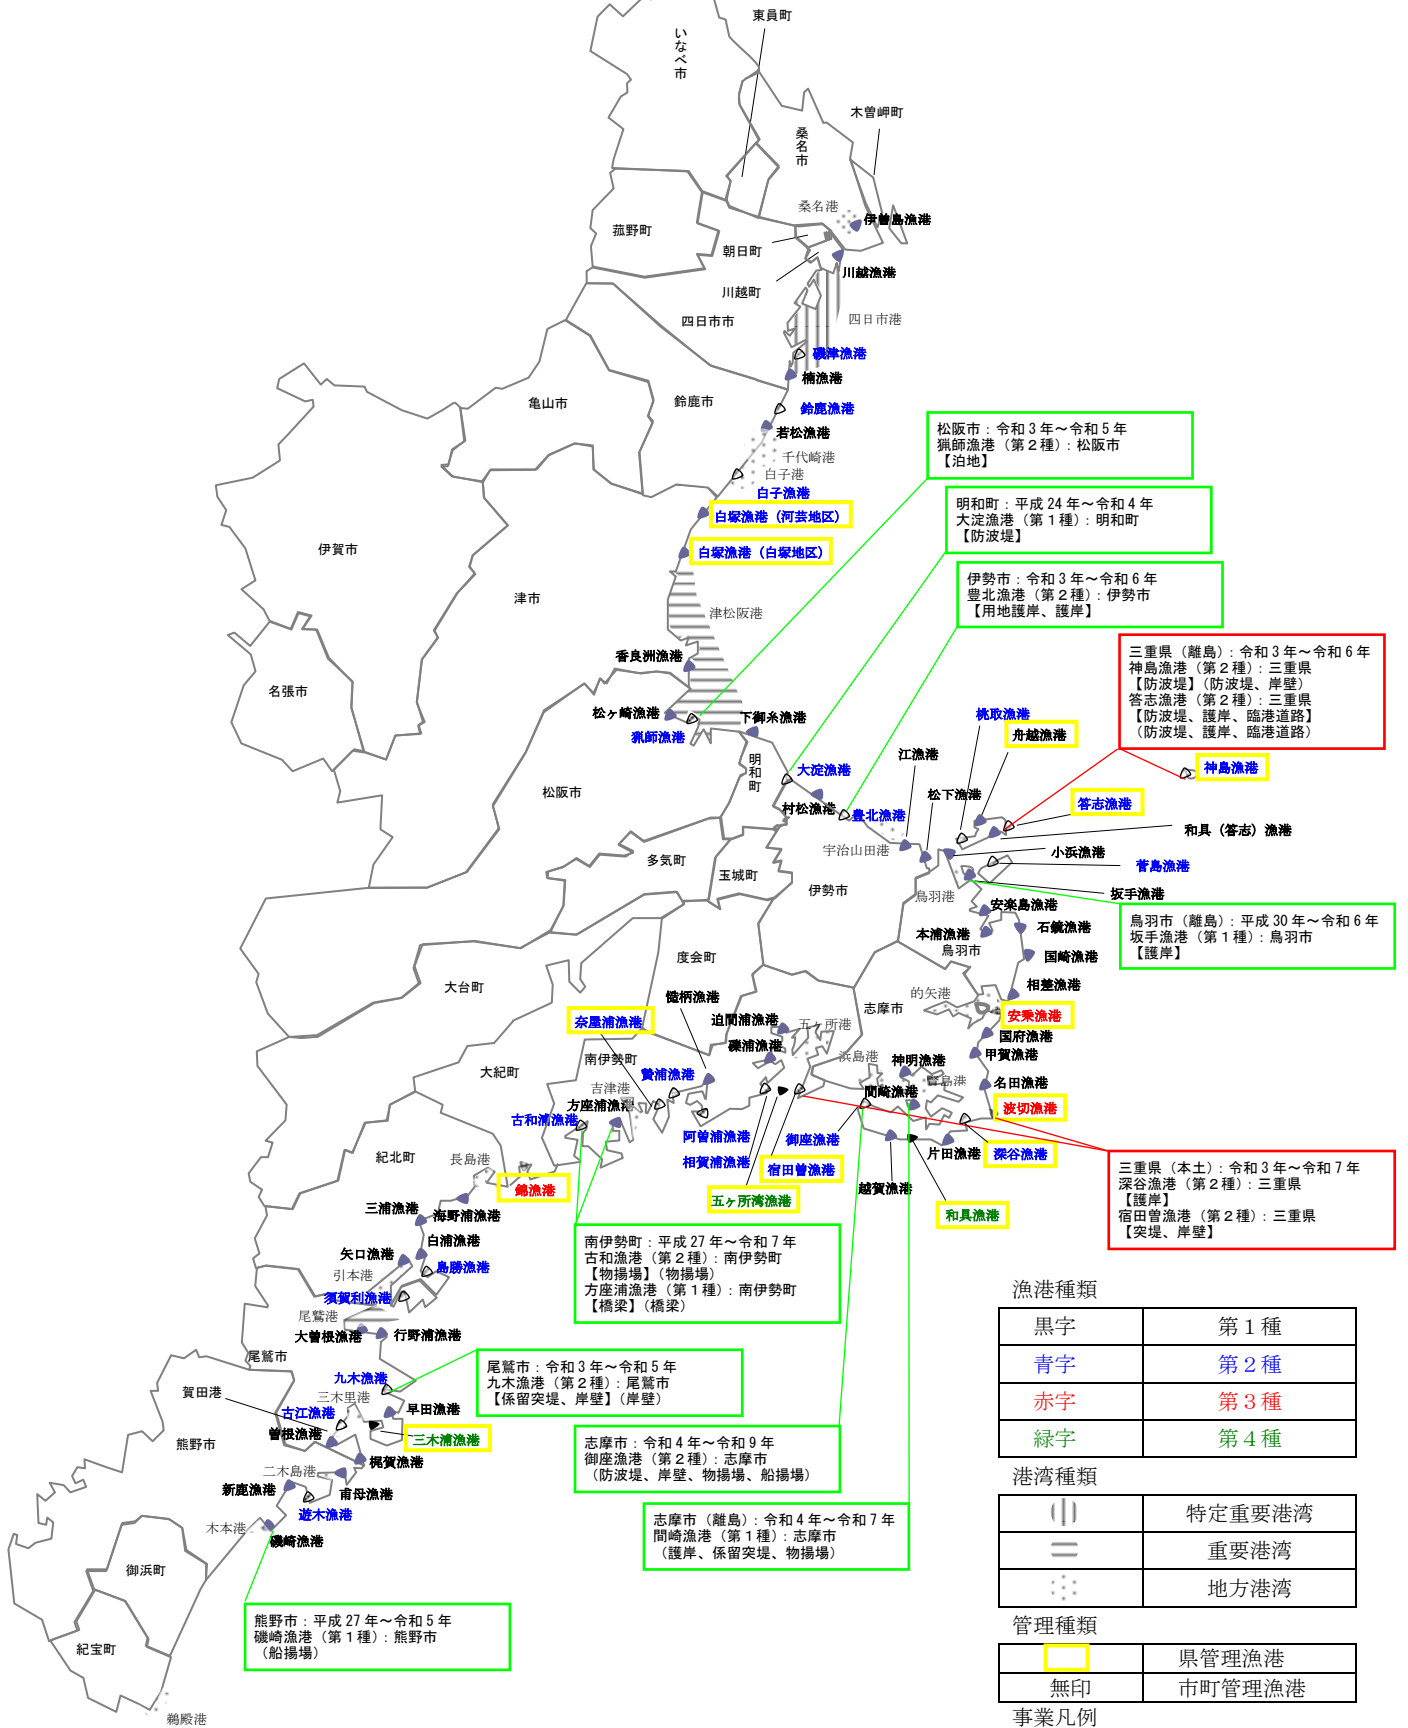 東員町
いなべ市
木曽岬町
桑名市
桑名港
伊曽島漁港
菰野町
朝日町
川越漁港
川越町
四日市市
四日市港
磯津漁港
楠漁港
亀山市
鈴鹿市
鈴鹿漁港
若松漁港
千代崎港
白子港
白子漁港
白塚漁港（河芸地区）
白塚漁港（白塚地区）
伊賀市
津市
津松阪港
香良洲漁港
名張市
松ヶ崎漁港
猟師漁港
下御糸漁港
明和町
松阪市
大淀漁港
村松漁港
豊北漁港
江漁港
松下漁港
桃取漁港
舟越漁港
神島漁港
答志漁港
和具（答志）漁港
小浜漁港
菅島漁港
坂手漁港
宇治山田港
鳥羽港
多気町
玉城町
伊勢市
安楽島漁港
本浦漁港
鳥羽市
石鏡漁港
国崎漁港
相差漁港
的矢港
安乗漁港
国府漁港
甲賀漁港
名田漁港
波切漁港
志摩市
度会町
大台町
慥柄漁港
奈屋浦漁港
迫間浦漁港
五ヶ所港
礫浦漁港
浜島港
神明漁港
賢島港
間崎漁港
南伊勢町
贄浦漁港
吉津港
方座浦漁港
古和浦漁港
大紀町
阿曽浦漁港
相賀浦漁港
御座漁港
宿田曽漁港
五ヶ所湾漁港
越賀漁港
片田漁港
深谷漁港
和具漁港
紀北町
長島港
錦漁港
三浦漁港
海野浦漁港
白浦漁港
矢口漁港
島勝漁港
引本港
須賀利漁港
尾鷲港
大曽根漁港
行野浦漁港
尾鷲市
九木漁港
賀田港
三木里港
古江漁港
早田漁港
曽根漁港
三木浦漁港
熊野市
梶賀漁港
二木島港
新鹿漁港
甫母漁港
遊木漁港
木本港
磯崎漁港
御浜町
紀宝町
鵜殿港
松阪市：令和３年～令和５年
猟師漁港（第２種）：松阪市
【泊地】
明和町：平成24年～令和４年
大淀漁港（第１種）：明和町
【防波堤】
伊勢市：令和３年～令和６年
豊北漁港（第２種）：伊勢市
【用地護岸、護岸】
三重県（離島）：令和３年～令和６年
神島漁港（第２種）：三重県
【防波堤】（防波堤、岸壁）
答志漁港（第２種）：三重県
【防波堤、護岸、臨港道路】
（防波堤、護岸、臨港道路）
鳥羽市（離島）：平成30年～令和６年
坂手漁港（第１種）：鳥羽市
【護岸】
三重県（本土）：令和３年～令和７年
深谷漁港（第２種）：三重県
【護岸】
宿田曽漁港（第２種）：三重県
【突堤、岸壁】
南伊勢町：平成27年～令和７年
古和漁港（第２種）：南伊勢町
【物揚場】（物揚場）
方座浦漁港（第１種）：南伊勢町
【橋梁】（橋梁）
尾鷲市：令和３年～令和５年
九木漁港（第２種）：尾鷲市
【係留突堤、岸壁】（岸壁）
志摩市：令和４年～令和９年
御座漁港（第２種）：志摩市
（防波堤、岸壁、物揚場、船揚場）
志摩市（離島）：令和４年～令和７年
間崎漁港（第１種）：志摩市
（護岸、係留突堤、物揚場）
熊野市：平成27年～令和５年
磯崎漁港（第１種）：熊野市
（船揚場）
漁港種類
黒字 第１種
青字 第２種
赤字 第３種
緑字 第４種
港湾種類
特定重要港湾
重要港湾
地方港湾
管理種類
県管理漁港
無印 市町管理漁港
事業凡例